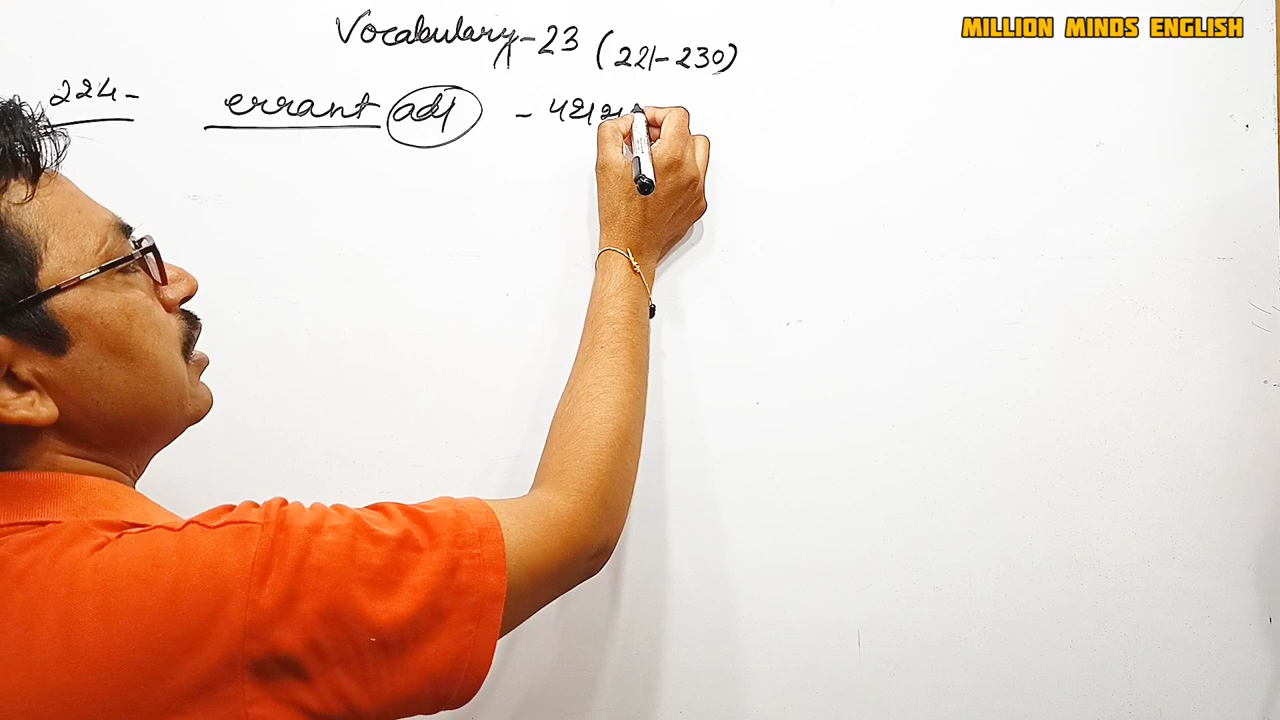 MILLION MINDS ENGLISH
Vocabulary-23 (221-230)
224- errant adj -